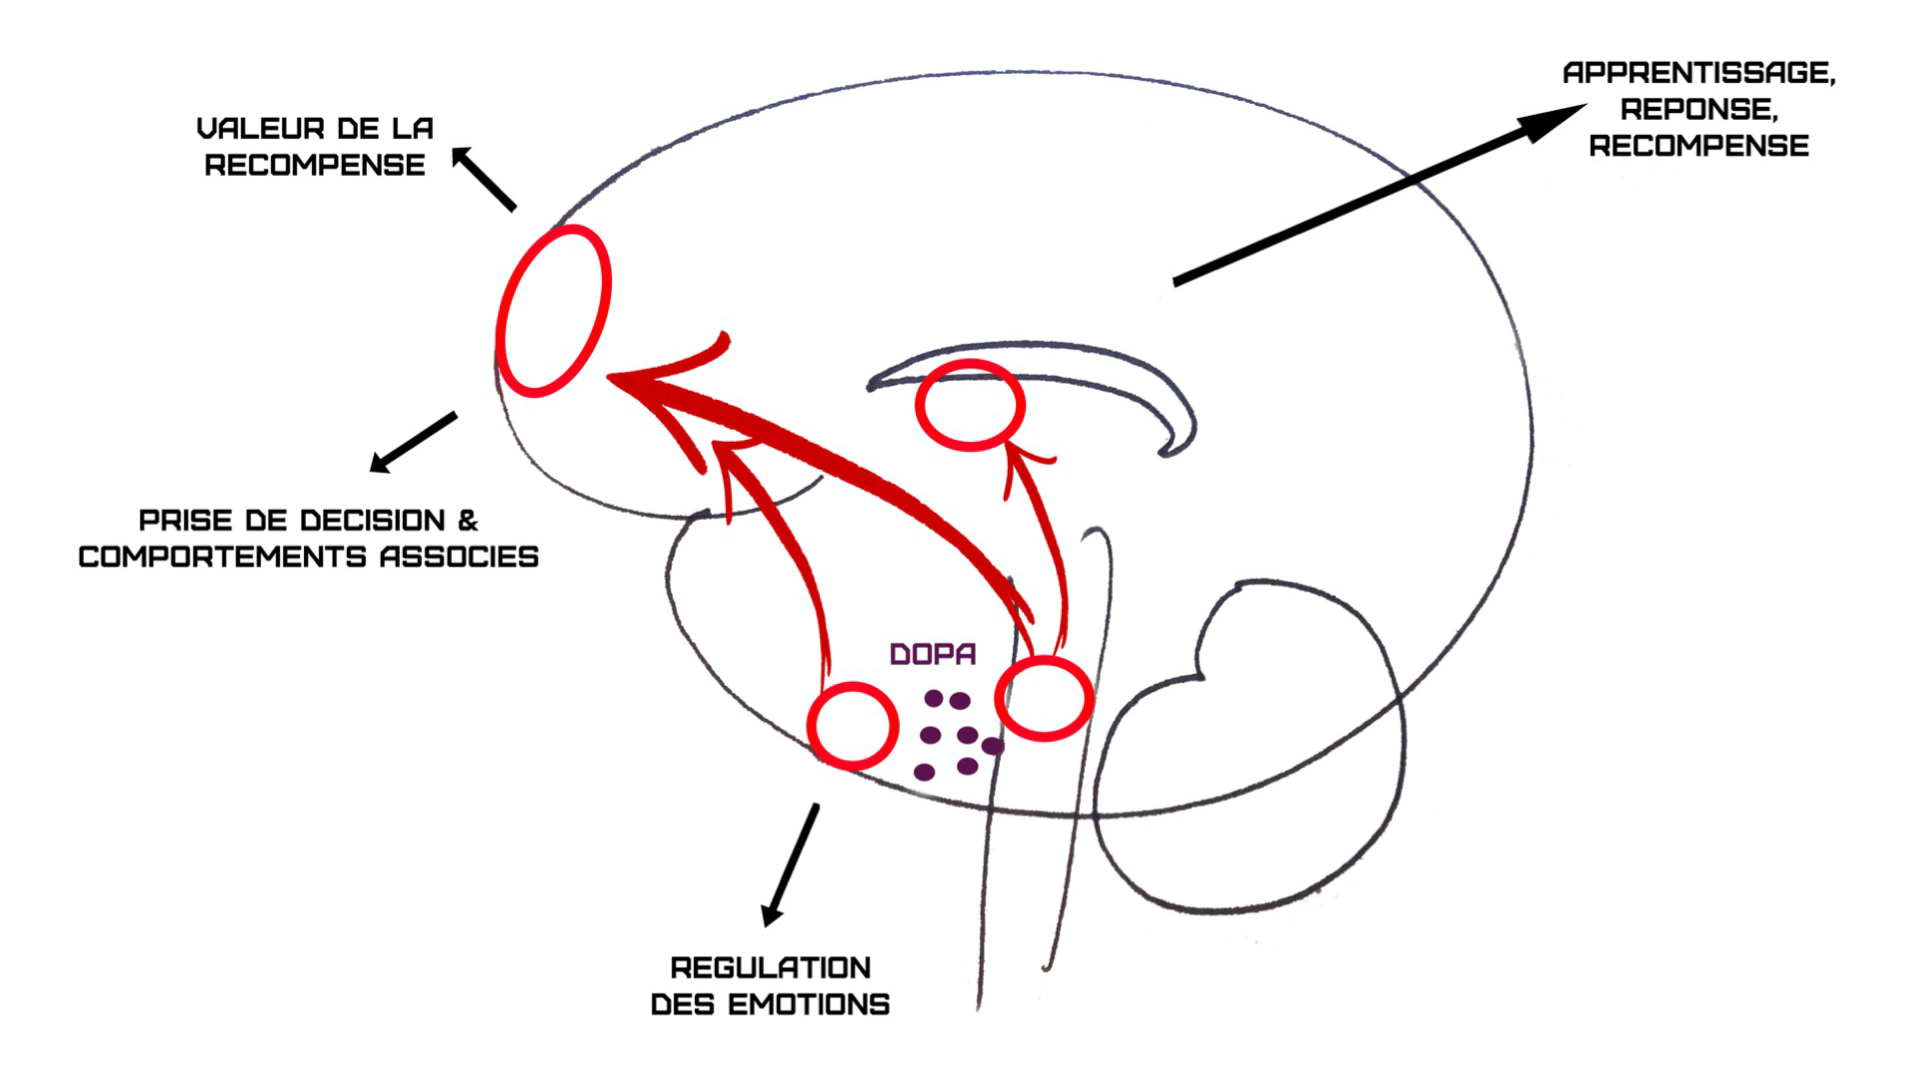 APPRENTISSAGE,
REPONSE,
RECOMPENSE
VALEUR DE LA
RECOMPENSE
PRISE DE DECISION &
COMPORTEMENTS ASSOCIES
DOPA
REGULATION
DES EMOTIONS